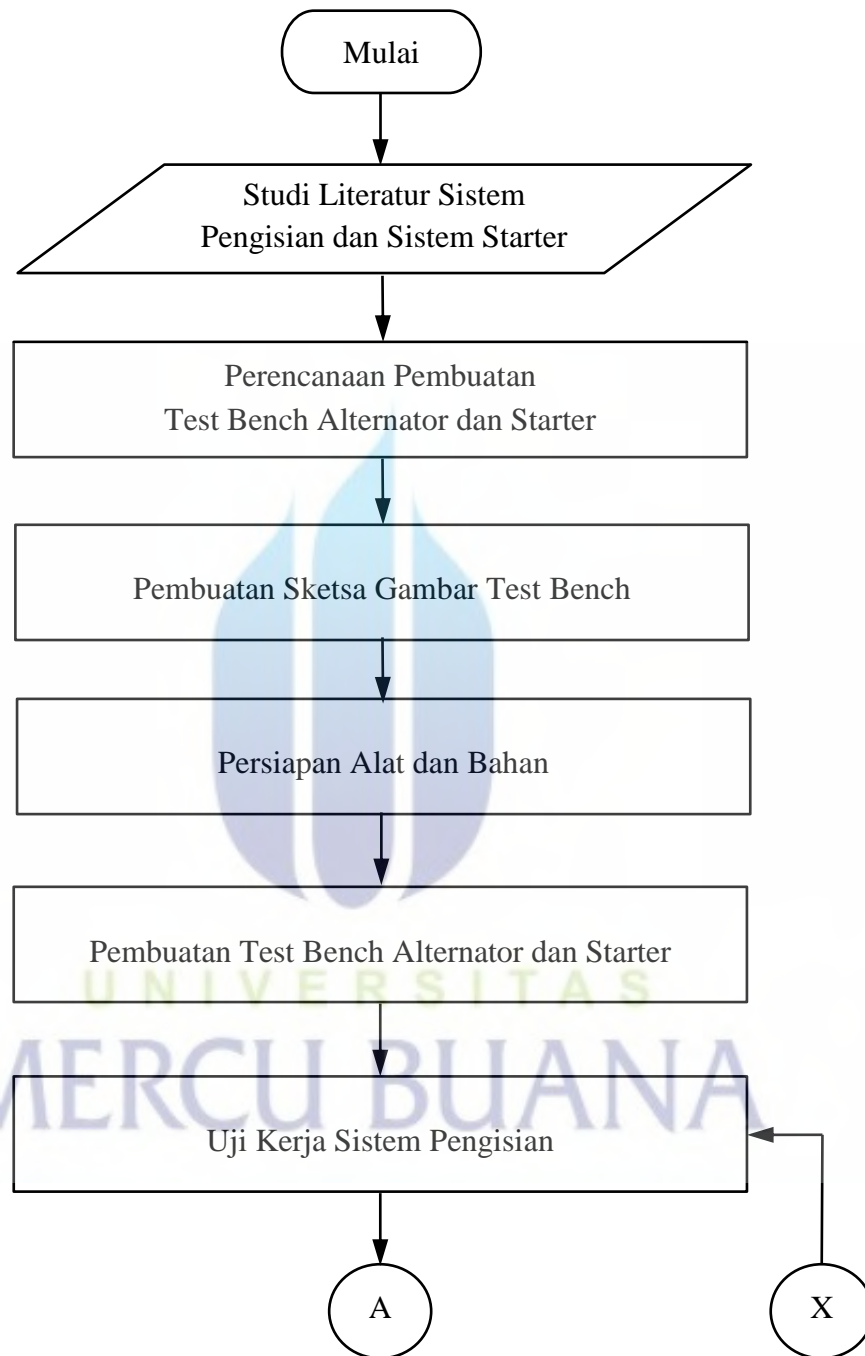 Mulai
Studi Literatur Sistem
Pengisian dan Sistem Starter
Perencanaan Pembuatan
Test Bench Alternator dan Starter
Pembuatan Sketsa Gambar Test Bench
Persiapan Alat dan Bahan
Pembuatan Test Bench Alternator dan Starter
UNIVERSITAS
MERCU BUANA
Uji Kerja Sistem Pengisian
A
X